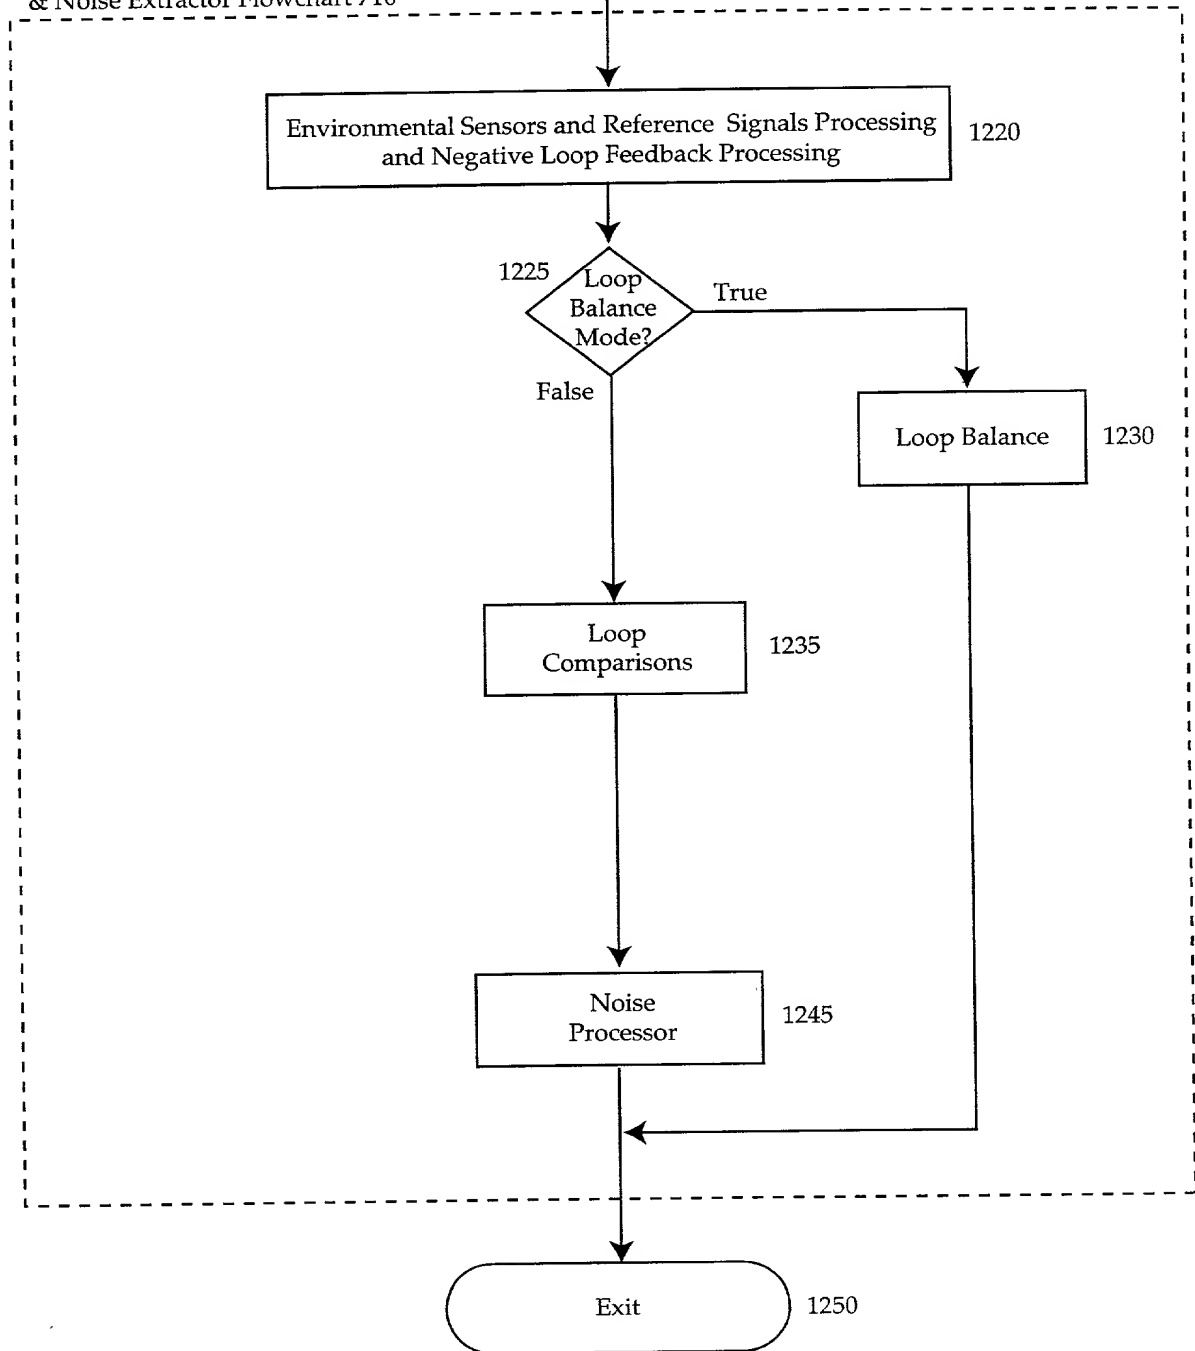 & Noise Extractor Flowchart 710
Environmental Sensors and Reference Signals Processing
and Negative Loop Feedback Processing
1220
1225
Loop
Balance
Mode?
True
False
Loop Balance
1230
Loop
Comparisons
1235
Noise
Processor
1245
Exit
1250